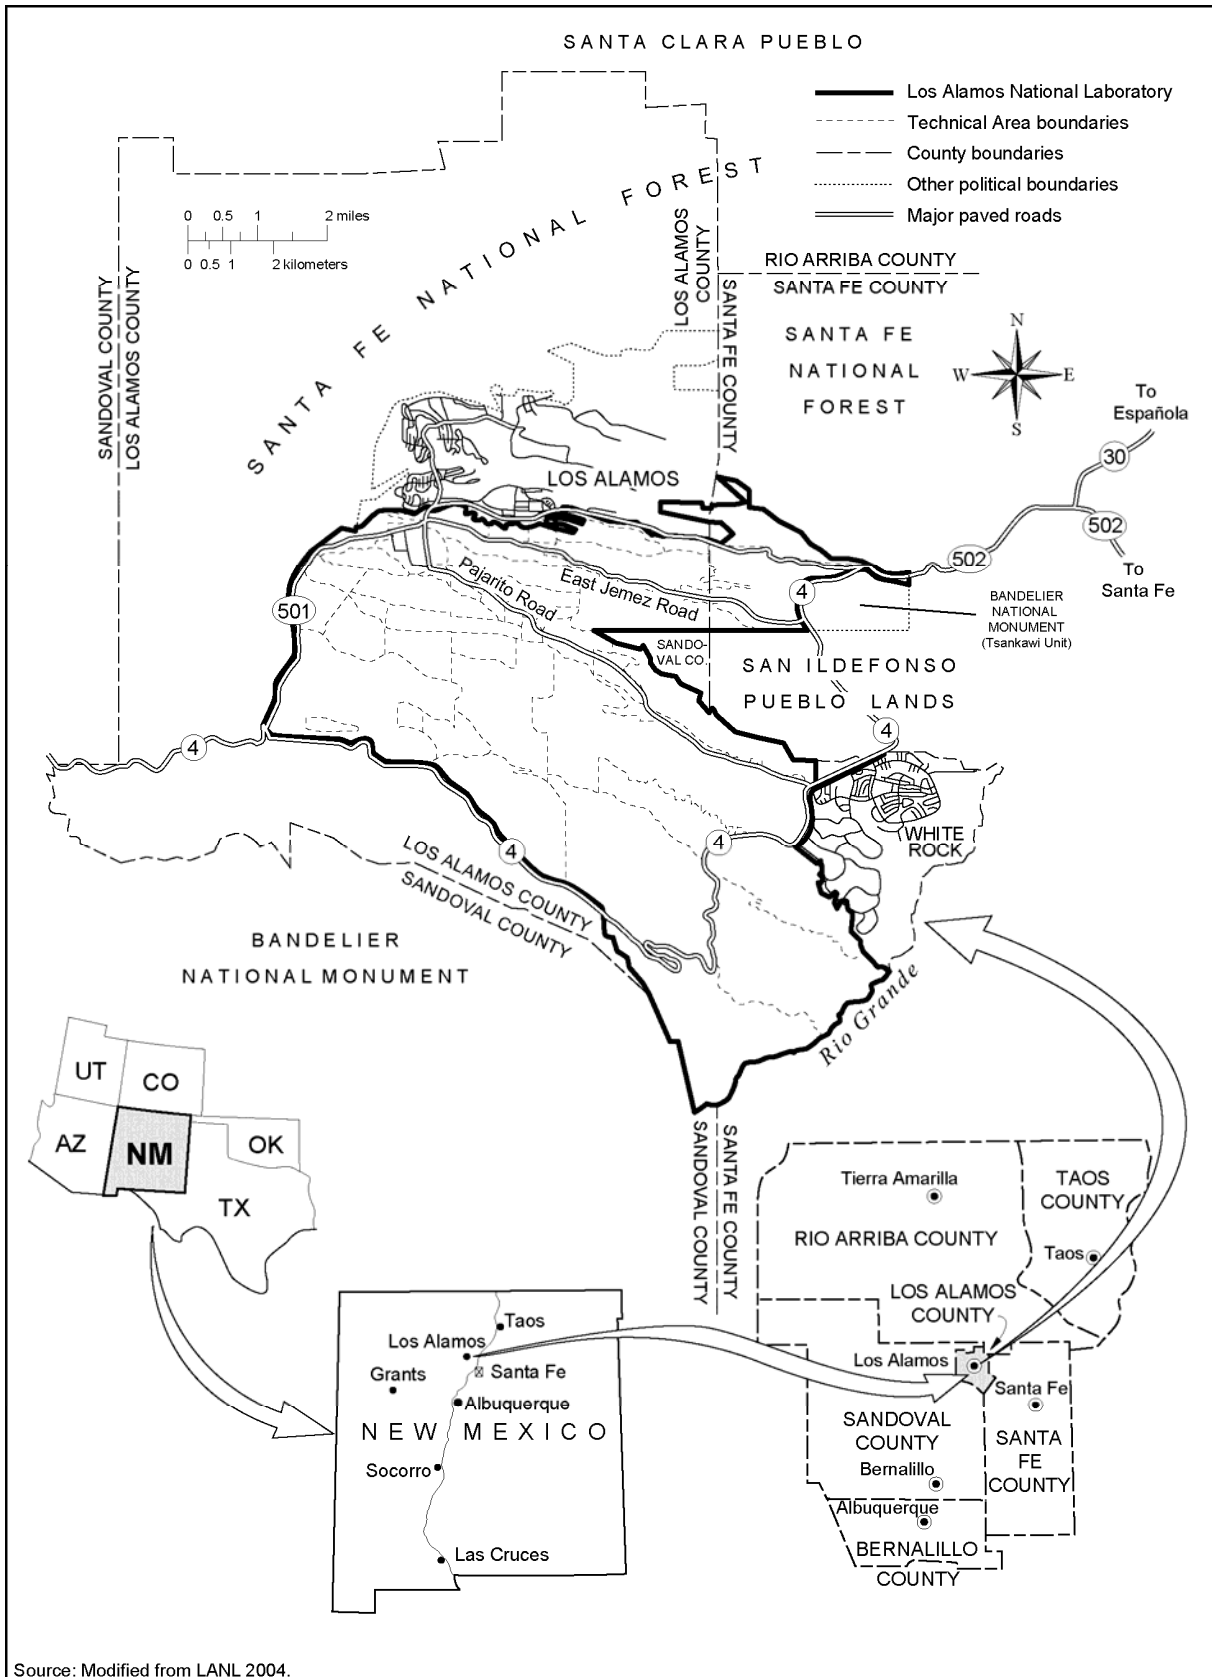 SANTA CLARA PUEBLO
Los Alamos National Laboratory
Technical Area boundaries
County boundaries
Other political boundaries
Major paved roads
0 0.5 1 2 miles
0 0.5 1 2 kilometers
SANTA FE NATIONAL FOREST
SANDOVAL COUNTY
LOS ALAMOS COUNTY
LOS ALAMOS
COUNTY
SANTA FE COUNTY
RIO ARRIBA COUNTY
SANTA FE COUNTY
SANTA FE
NATIONAL
FOREST
N
W E
S
To
Española
30
502
502
To
Santa Fe
LOS ALAMOS
501
Pajarito Road
East Jemez Road
4
BANDELIER
NATIONAL
MONUMENT
(Tsankawi Unit)
SANDO-
VAL CO.
SAN ILDEFONSO
PUEBLO LANDS
4
4
4
4
WHITE
ROCK
LOS ALAMOS COUNTY
SANDOVAL COUNTY
BANDELIER
NATIONAL MONUMENT
Rio Grande
SANDOVAL COUNTY
SANTA FE COUNTY
UT
CO
AZ
NM
OK
TX
Taos
Los Alamos
Santa Fe
Grants
Albuquerque
NEW MEXICO
Socorro
Las Cruces
Tierra Amarilla
TAOS
COUNTY
RIO ARRIBA COUNTY
Taos
LOS ALAMOS
COUNTY
Los Alamos
Santa Fe
SANDOVAL
COUNTY
SANTA
FE
COUNTY
Bernalillo
Albuquerque
BERNALILLO
COUNTY
Source: Modified from LANL 2004.